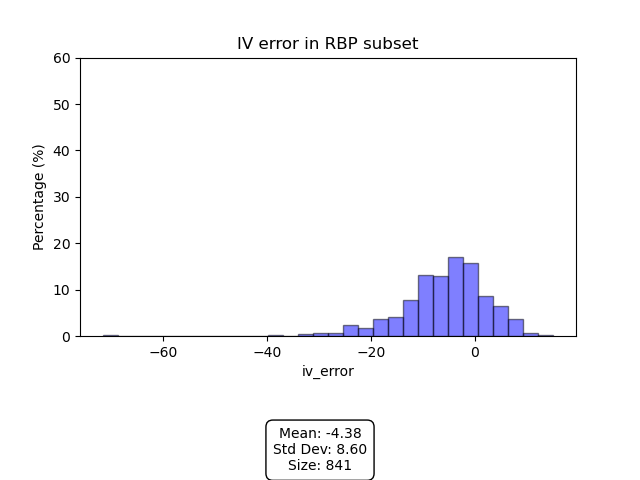 IV error in RBP subset
60
50
40
30
20
10
0
Percentage (%)
−60
−40
−20
0
iv_error
Mean: -4.38
Std Dev: 8.60
Size: 841